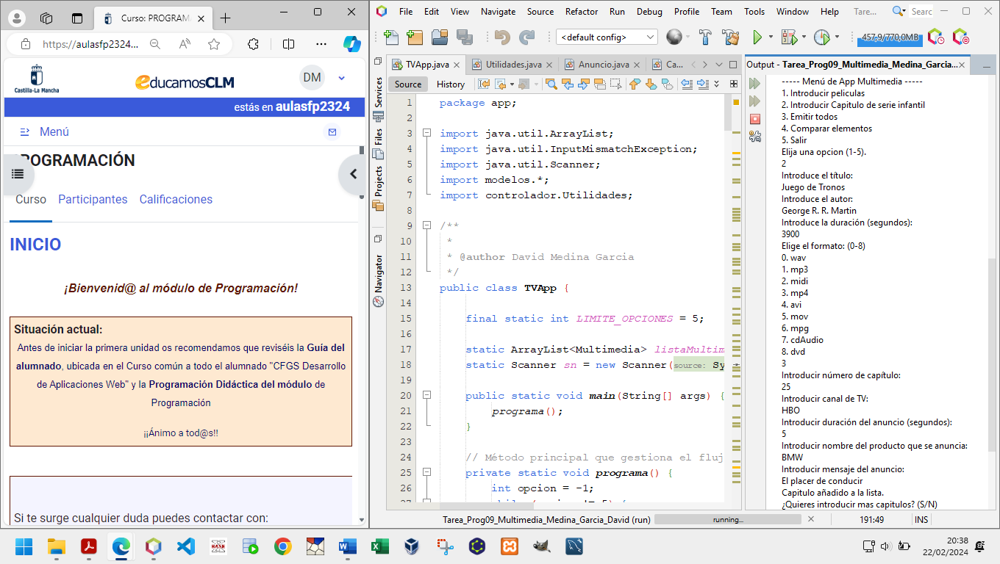 Curso: PROGRAMA
https://aulasfp2324...
Castilla-La Mancha
educamosCLM
DM
estás en aulasfp2324
Menú
PROGRAMACIÓN
Curso Participantes Calificaciones
INICIO
¡Bienvenid@ al módulo de Programación!
Situación actual:
Antes de iniciar la primera unidad os recomendamos que reviséis la Guía del
alumnado, ubicada en el Curso común a todo el alumnado "CFGS Desarrollo
de Aplicaciones Web" y la Programación Didáctica del módulo de
Programación
¡¡Ánimo a tod@s!!
Si te surge cualquier duda puedes contactar con:
File Edit View Navigate Source Refactor Run Debug Profile Team Tools Window Help Tare... Searc
<default config> 457,9/770,0MB
TVApp.java Utilidades.java Anuncio.java Ca...
Source History
Services
Files
Projects
Navigator
1 package app;
2
3 import java.util.ArrayList;
4 import java.util.InputMismatchException;
5 import java.util.Scanner;
6 import modelos.*;
7 import controlador.Utilidades;
8
9 /**
10 *
11 * @author David Medina Garcia
12 */
13 public class TVApp {
14
15 final static int LIMITE_OPCIONES = 5;
16
17 static ArrayList<Multimedia> listaMultim
18 static Scanner sn = new Scanner(source: Sy
19
20 public static void main(String[] args) {
21 programa();
22 }
23
24 // Método principal que gestiona el fluj
25 private static void programa() {
26 int opcion = -1;
Output - Tarea_Prog09_Multimedia_Medina_Garcia...
----- Menú de App Multimedia -----
1. Introducir peliculas
2. Introducir Capitulo de serie infantil
3. Emitir todos
4. Comparar elementos
5. Salir
Elija una opcion (1-5).
2
Introduce el título:
Juego de Tronos
Introduce el autor:
George R. R. Martin
Introduce la duración (segundos):
3900
Elige el formato: (0-8)
0. wav
1. mp3
2. midi
3. mp4
4. avi
5. mov
6. mpg
7. cdAudio
8. dvd
3
Introducir número de capítulo:
25
Introducir canal de TV:
HBO
Introducir duración del anuncio (segundos):
5
Introducir nombre del producto que se anuncia:
BMW
Introducir mensaje del anuncio:
El placer de conducir
Capitulo añadido a la lista.
¿Quieres introducir mas capitulos? (S/N)
Tarea_Prog09_Multimedia_Medina_Garcia_David (run) running... 191:49 INS
20:38
22/02/2024